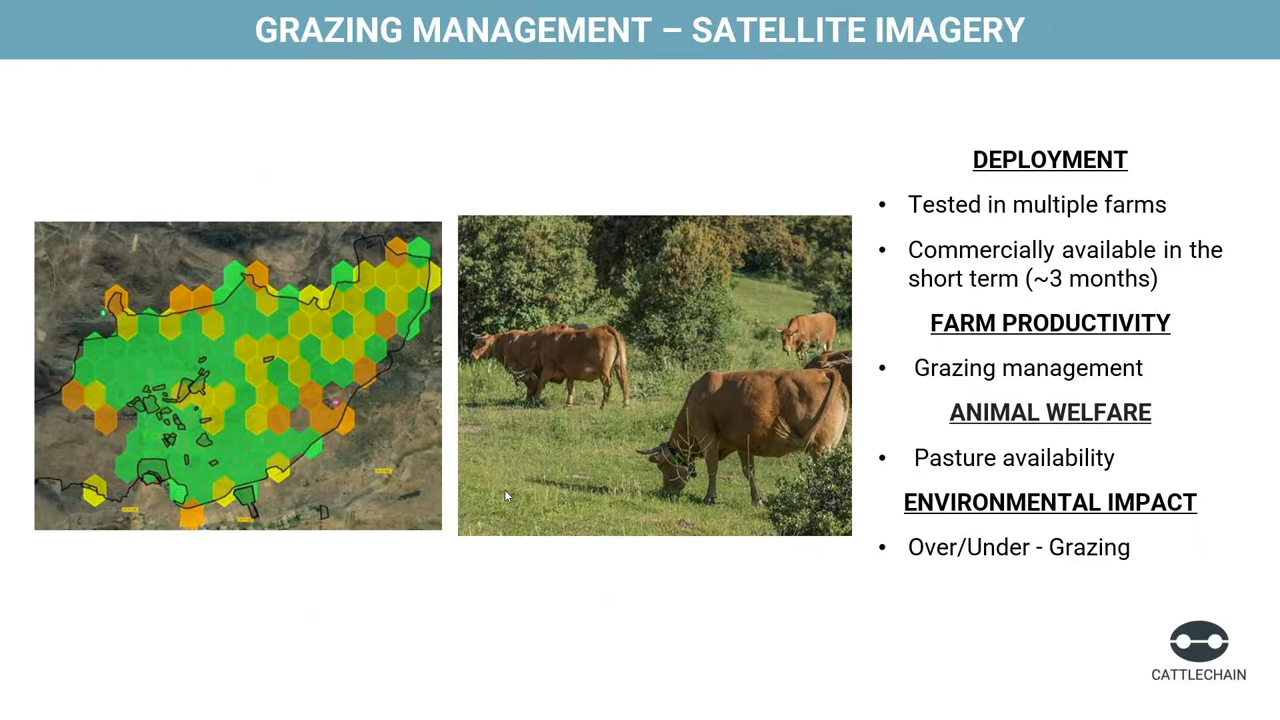 GRAZING MANAGEMENT – SATELLITE IMAGERY
DEPLOYMENT
• Tested in multiple farms
• Commercially available in the
short term (~3 months)
FARM PRODUCTIVITY
• Grazing management
ANIMAL WELFARE
• Pasture availability
ENVIRONMENTAL IMPACT
• Over/Under - Grazing
CATTLECHAIN